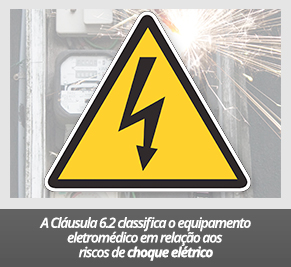 A Cláusula 6.2 classifica o equipamento
eletromédico em relação aos
riscos de choque elétrico